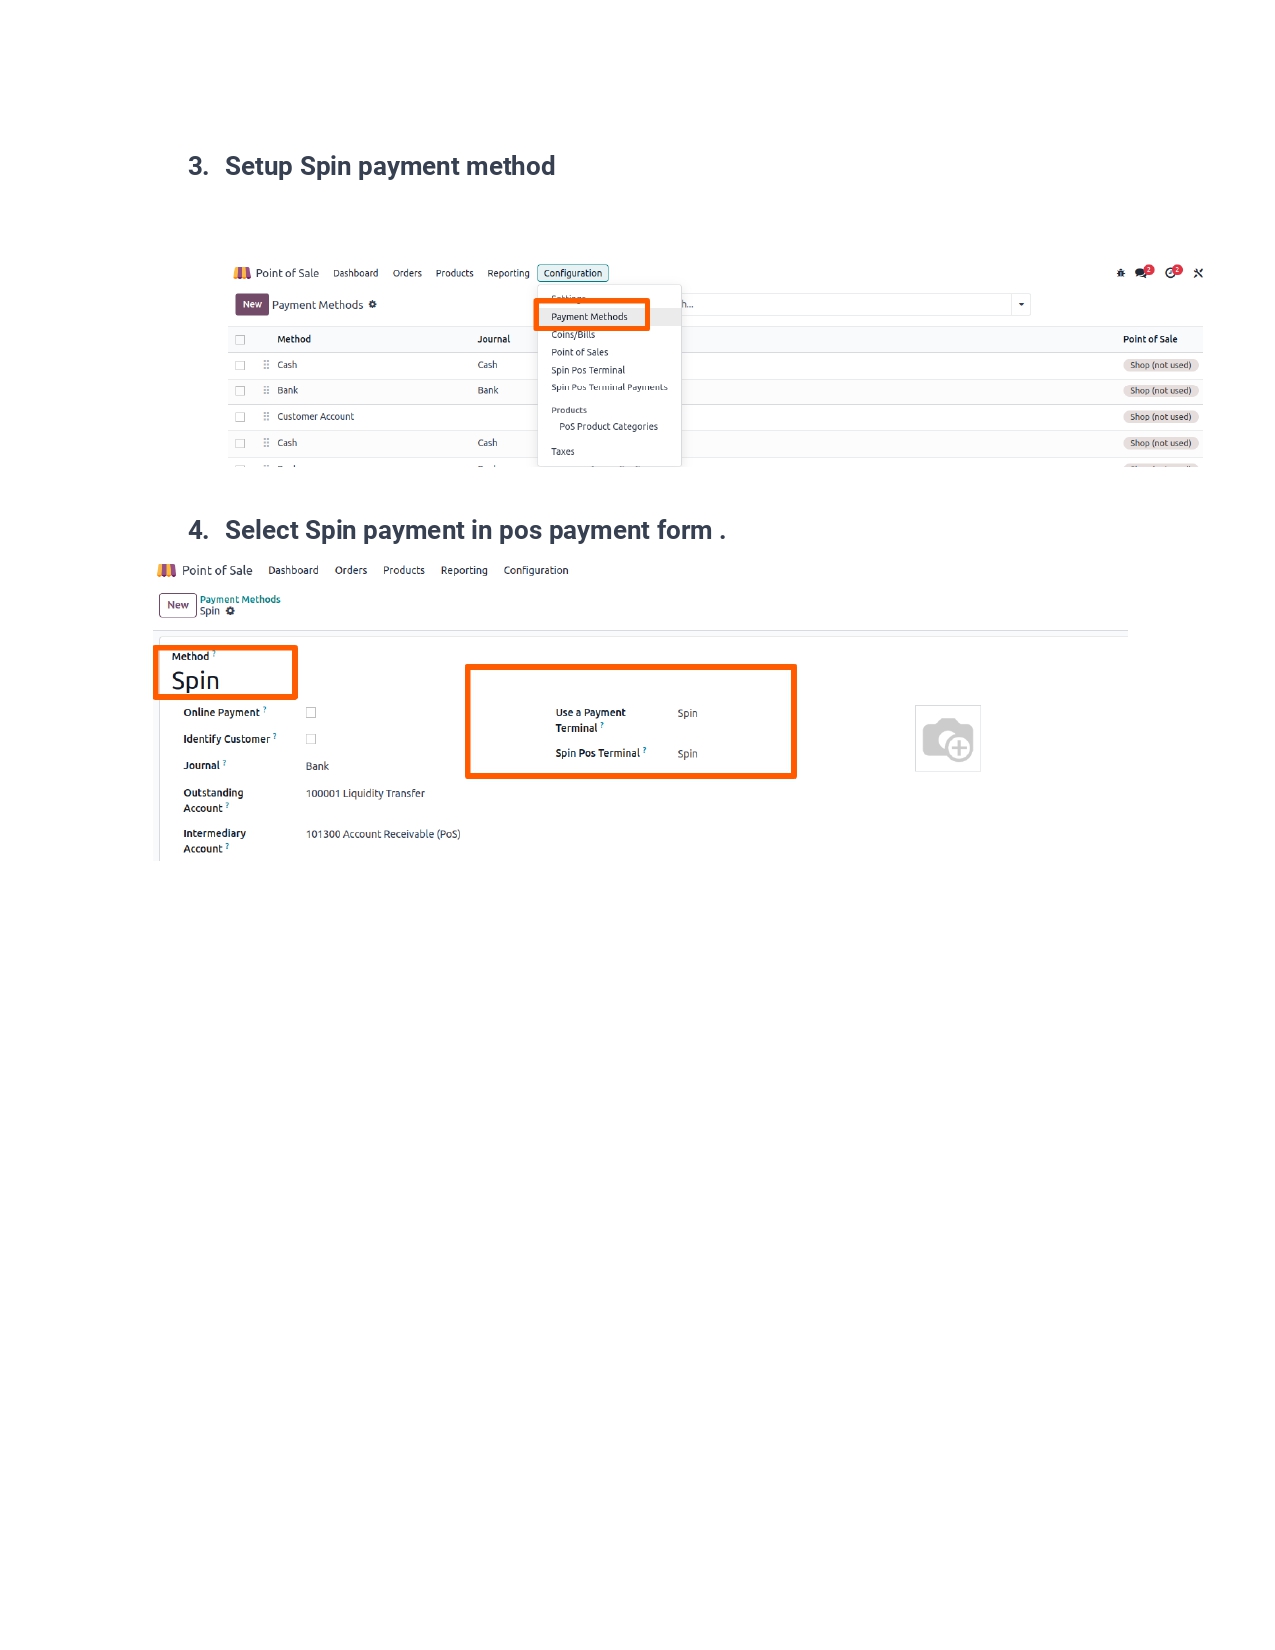 3. Setup Spin payment method
Point of Sale Dashboard Orders Products Reporting Configuration 2 2
New Payment Methods
Settings
Payment Methods
Coins/Bills
Point of Sales
Spin Pos Terminal
Spin Pos Terminal Payments
Products
PoS Product Categories
Taxes
Method Journal Point of Sale
Cash Cash Shop (not used)
Bank Bank Shop (not used)
Customer Account Shop (not used)
Cash Cash Shop (not used)
4. Select Spin payment in pos payment form .
Point of Sale Dashboard Orders Products Reporting Configuration
New Payment Methods
Spin
Method ?
Spin
Online Payment ?
Identify Customer ?
Journal ? Bank
Outstanding Account ? 100001 Liquidity Transfer
Intermediary Account ? 101300 Account Receivable (PoS)
Use a Payment Terminal ? Spin
Spin Pos Terminal ? Spin